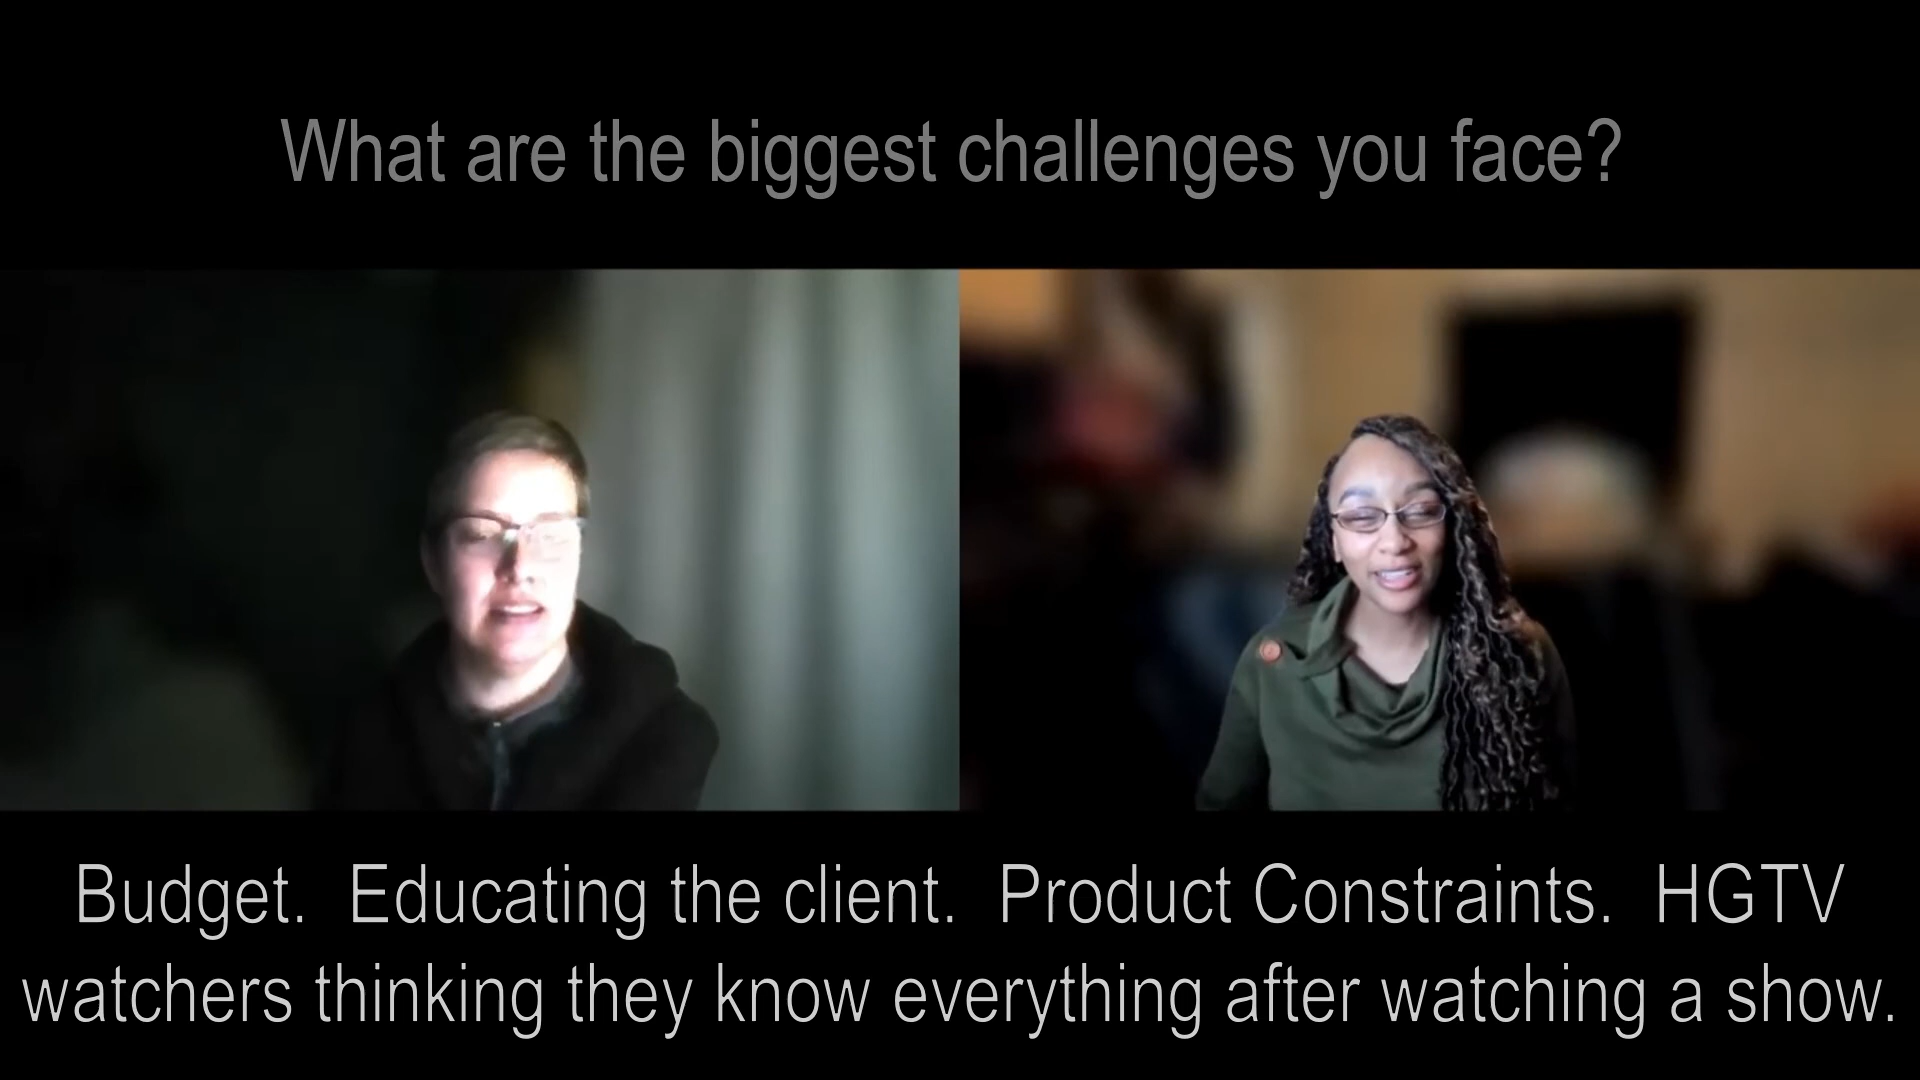 What are the biggest challenges you face?
Budget.  Educating the client.  Product Constraints.  HGTV
watchers thinking they know everything after watching a show.